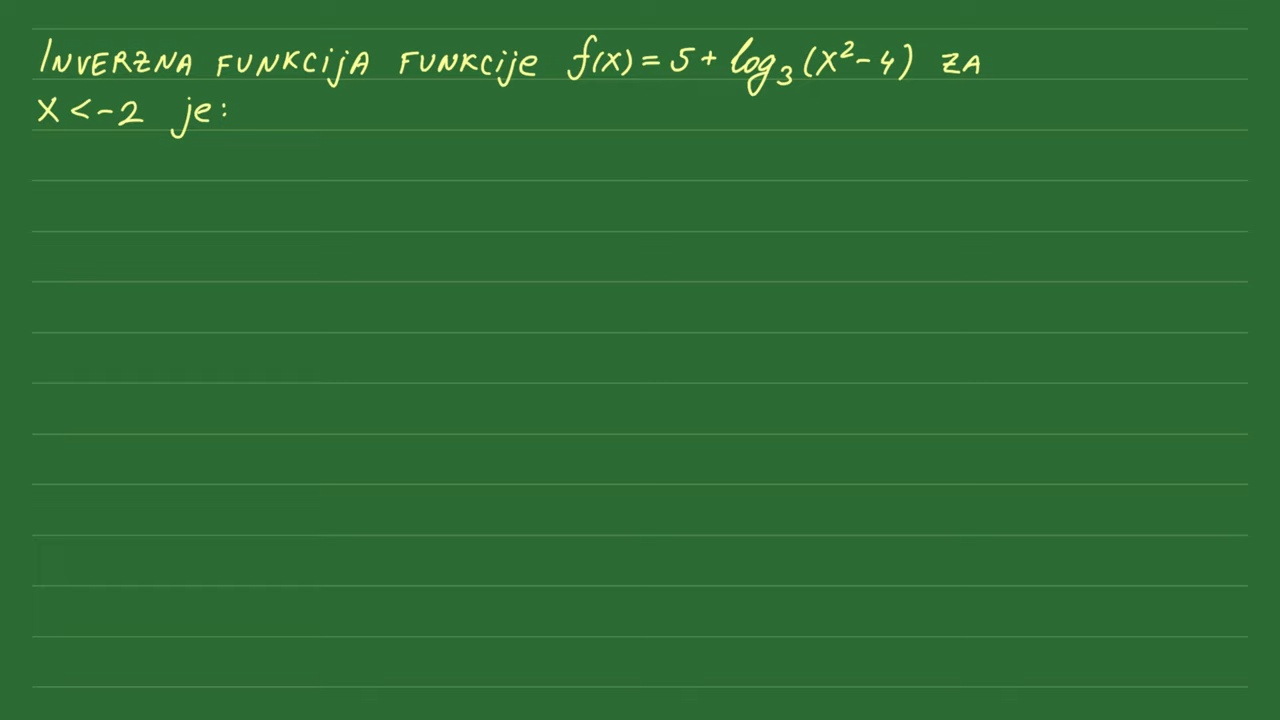 INVERZNA FUNKCIJA FUNKCIJE f(x) = 5 + log₃ (x² - 4) ZA
x < -2 je: